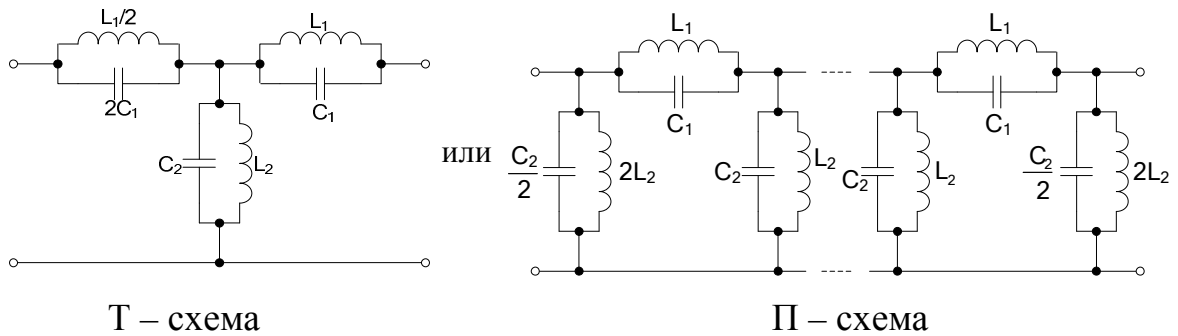 L₁/2
L₁
2C₁
C₁
C₂
L₂
или
L₁
L₁
C₁
C₁
C₂/2
2L₂
C₂
L₂
C₂
L₂
C₂/2
2L₂
Т – схема
П – схема